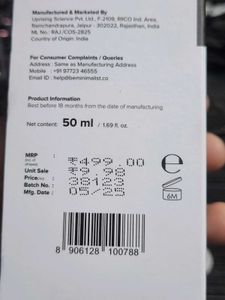 Manufactured & Marketed By
Uprising Science Pvt. Ltd., F-2109, RIICO Ind. Area,
Ramchandrapura, Jaipur - 302022, Rajasthan, India
ML No.: RAJ/COS-2825
Country of Origin: India
For Consumer Complaints / Queries
Address : Same as Manufacturing Address
Mobile : +91 97723 46555
Email ID : help@beminimalist.co
Product Information
Best before 18 months from the date of manufacturing
Net content: 50 ml / 1.69 fl. oz.
MRP ₹499.00
Unit Sale ₹9.98
Price
Batch No. 38123
Mfg. Date 05/25
6M
8 906128 100788